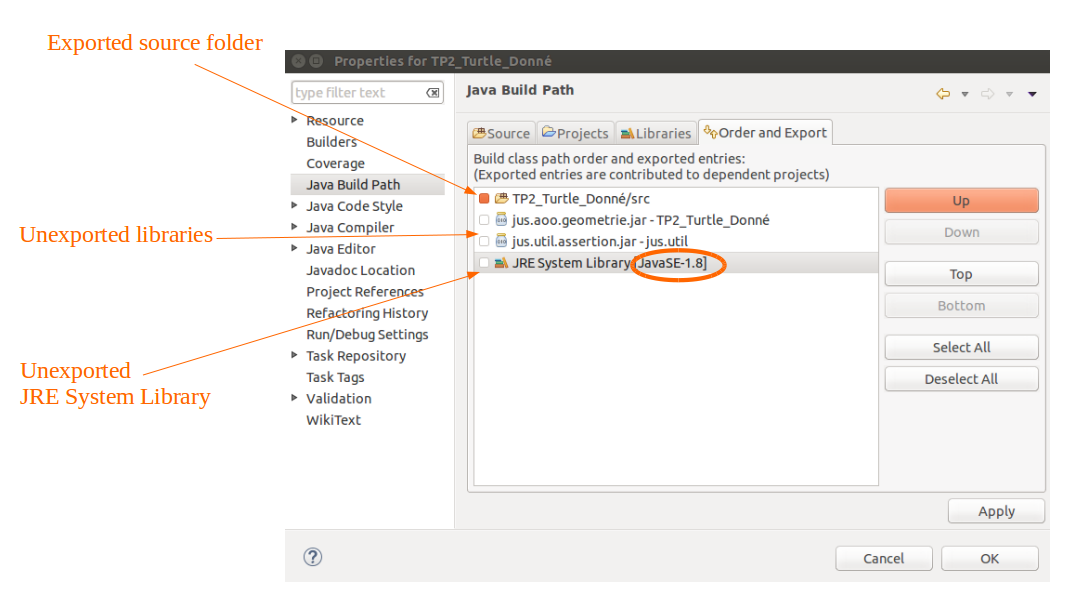 Exported source folder
Properties for TP2_Turtle_Donné
type filter text
Java Build Path
Resource
Builders
Coverage
Java Build Path
Java Code Style
Java Compiler
Java Editor
Javadoc Location
Project References
Refactoring History
Run/Debug Settings
Task Repository
Task Tags
Validation
WikiText
Source Projects Libraries Order and Export
Build class path order and exported entries:
(Exported entries are contributed to dependent projects)
TP2_Turtle_Donné/src
jus.aoo.geometrie.jar - TP2_Turtle_Donné
jus.util.assertion.jar - jus.util
JRE System Library [JavaSE-1.8]
Up
Down
Top
Bottom
Select All
Deselect All
Unexported libraries
Unexported
JRE System Library
Apply
Cancel OK